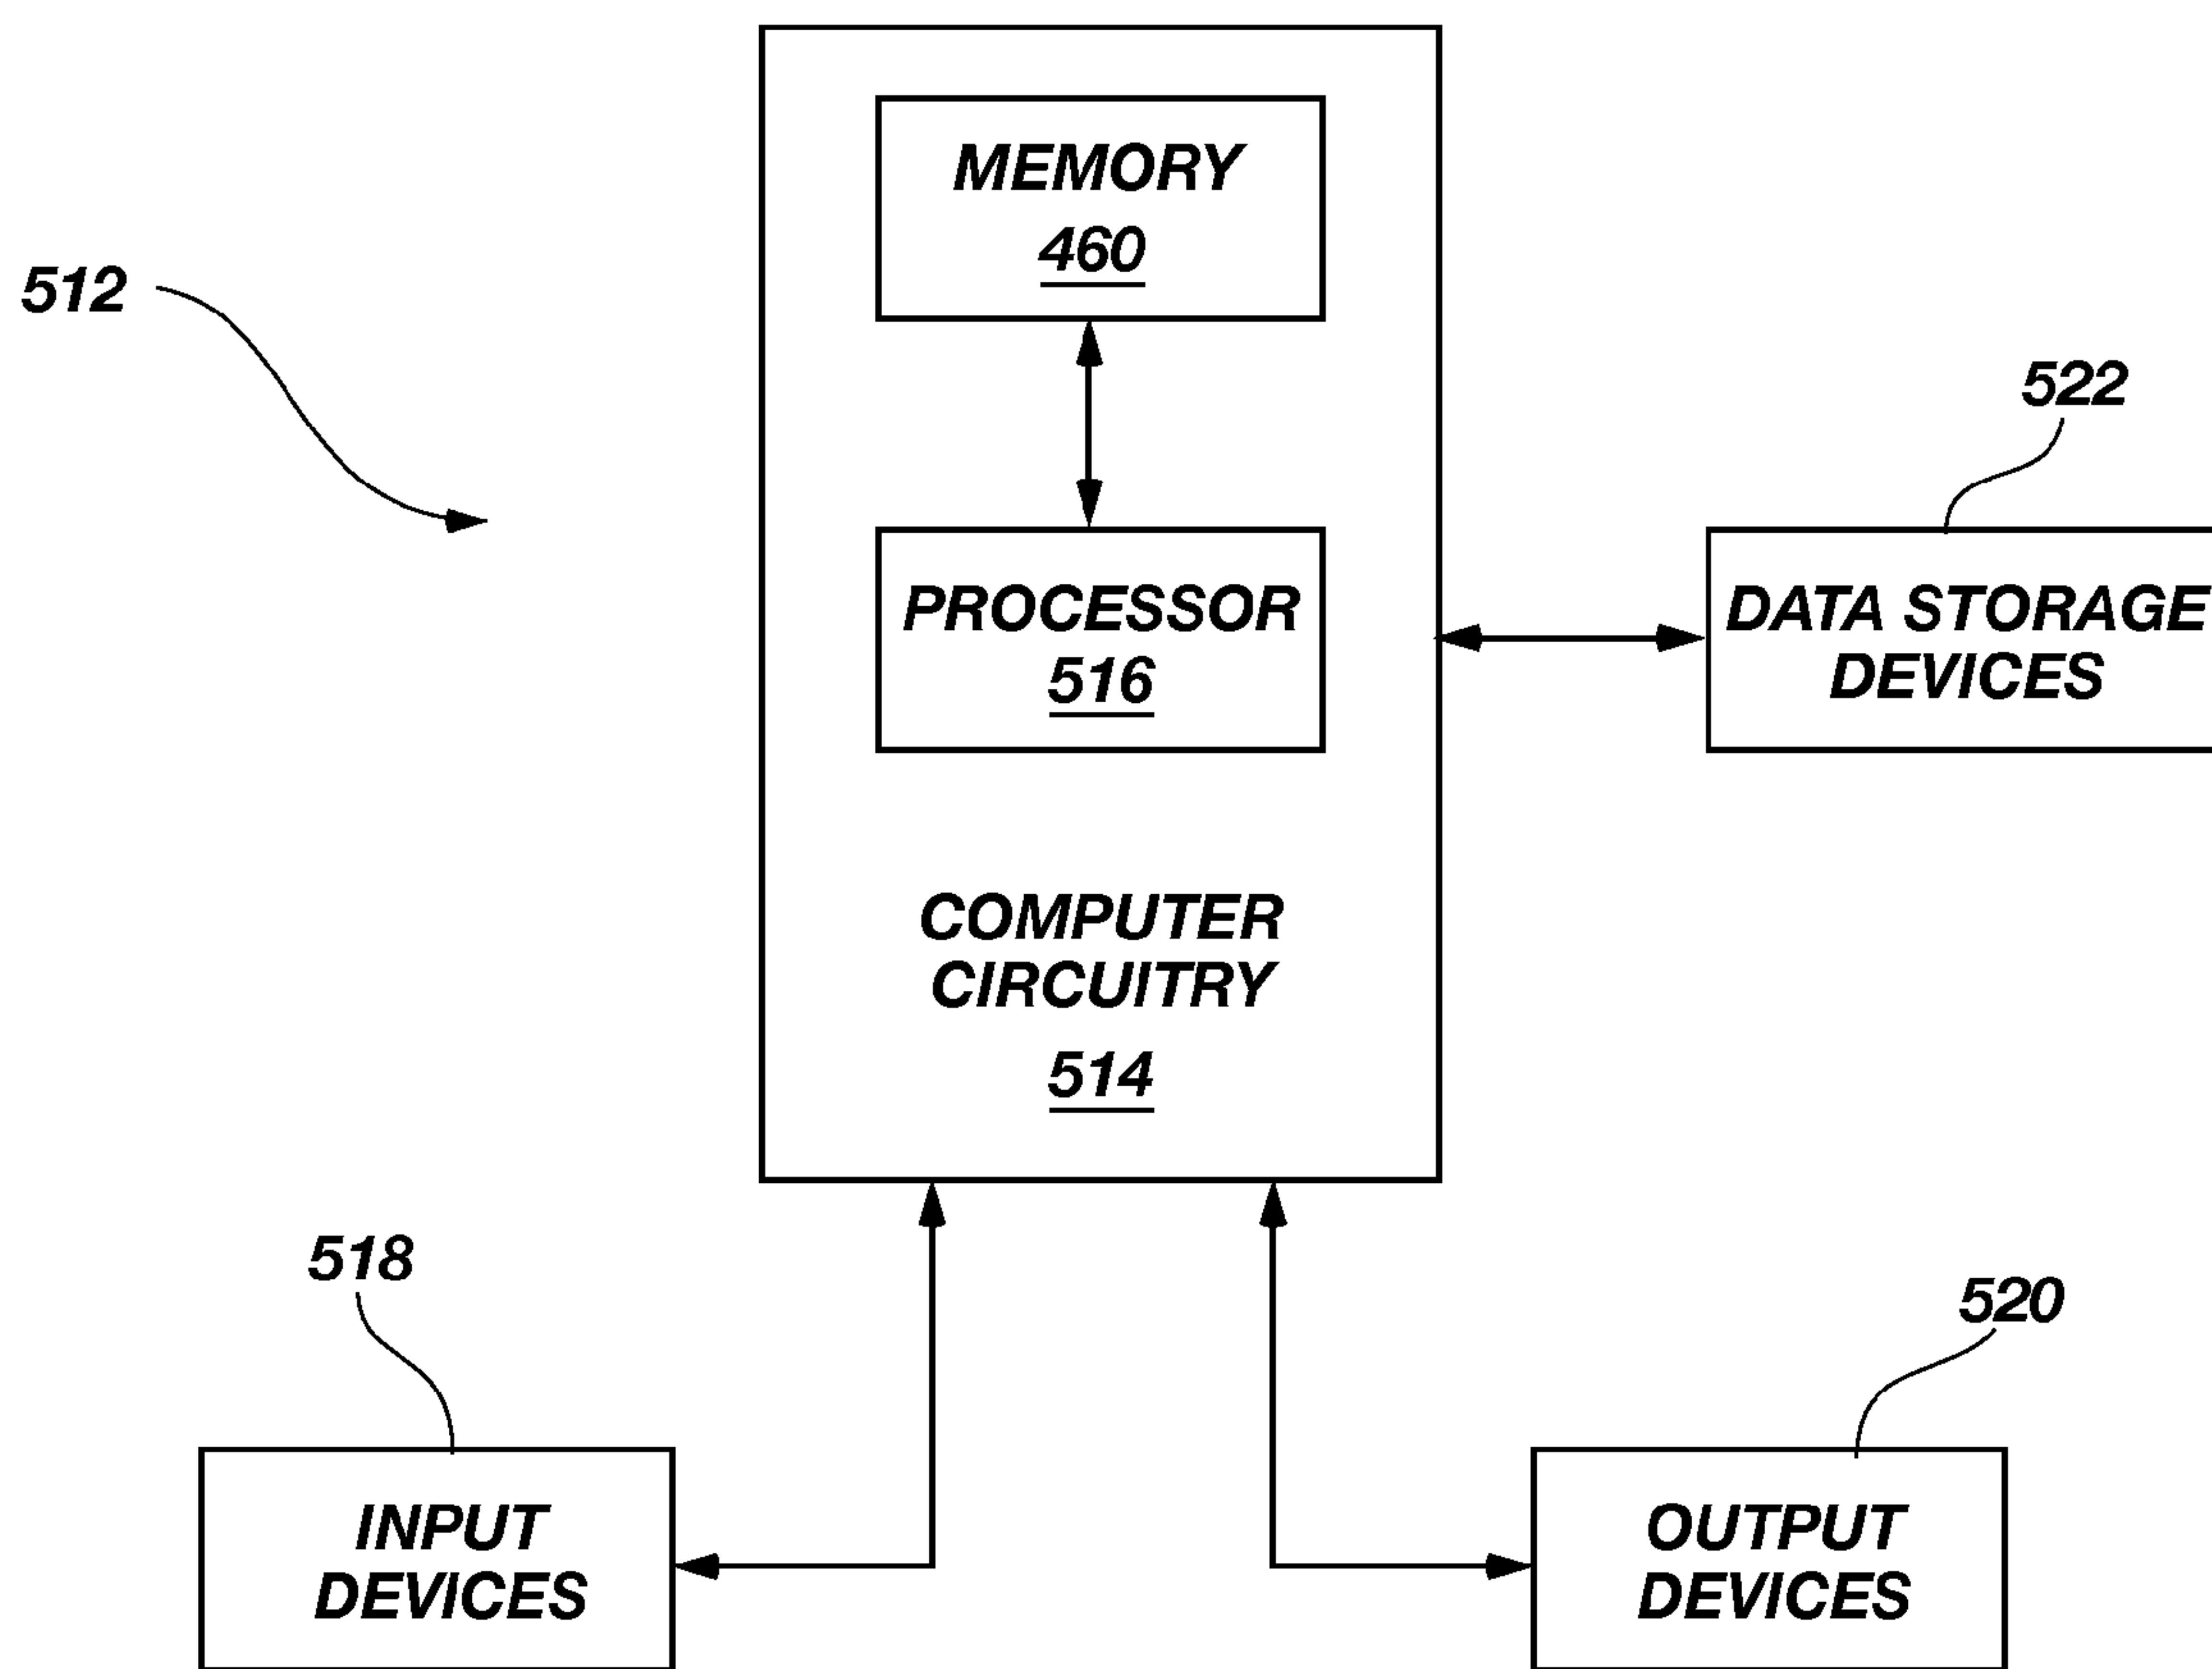 MEMORY
460
512
522
PROCESSOR
516
DATA STORAGE
DEVICES
COMPUTER
CIRCUITRY
514
518
520
INPUT
DEVICES
OUTPUT
DEVICES